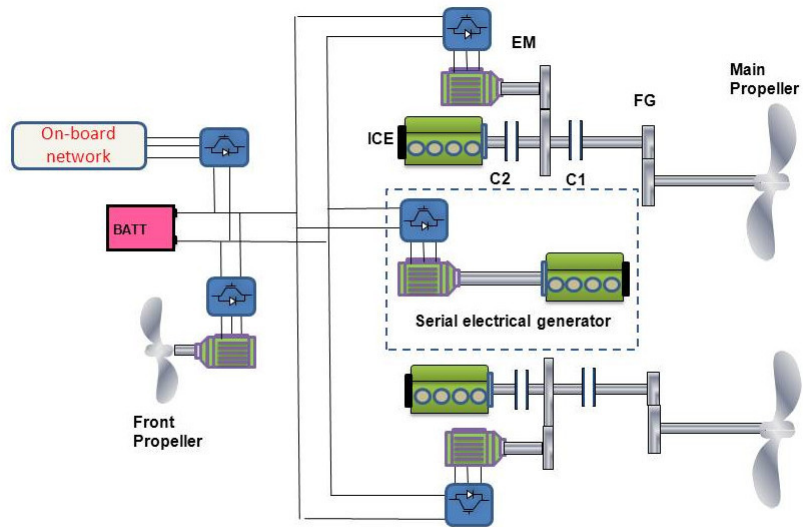 EM
Main
Propeller
FG
On-board
network
ICE
C2
C1
BATT
Serial electrical generator
Front
Propeller